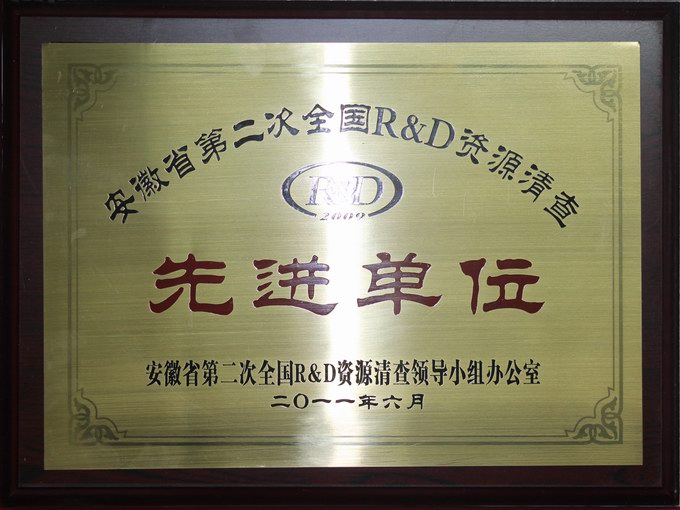 安徽省第二次全国R&D资源清查
R&D
2009
先进单位
安徽省第二次全国R&D资源清查领导小组办公室
二〇一一年六月